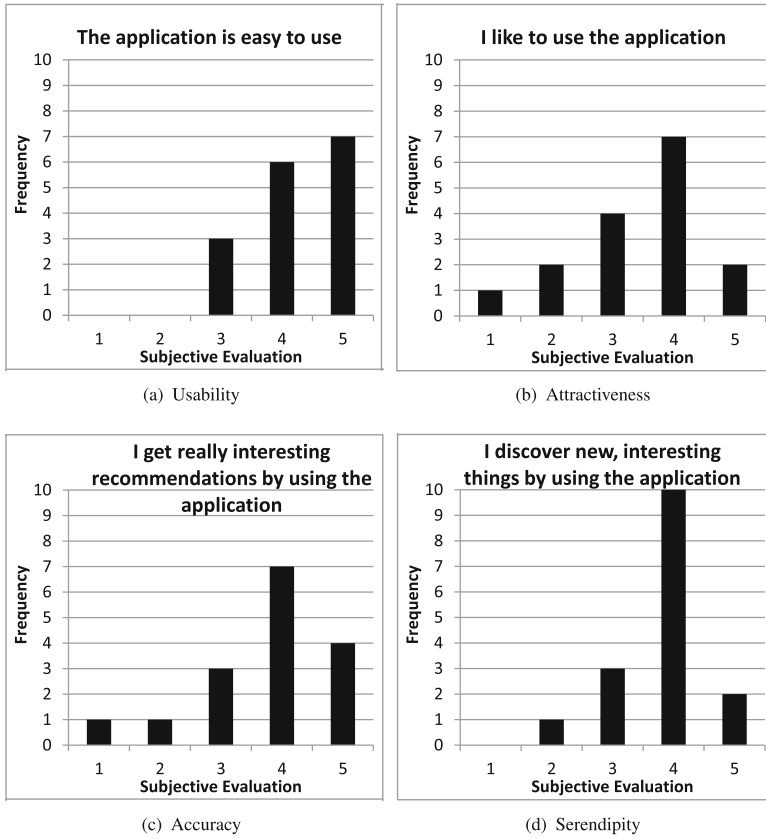 The application is easy to use
10
9
8
7
6
5
4
3
2
1
0
Frequency
1 2 3 4 5
Subjective Evaluation
(a) Usability
I like to use the application
10
9
8
7
6
5
4
3
2
1
0
Frequency
1 2 3 4 5
Subjective Evaluation
(b) Attractiveness
I get really interesting
recommendations by using the
application
10
9
8
7
6
5
4
3
2
1
0
Frequency
1 2 3 4 5
Subjective Evaluation
(c) Accuracy
I discover new, interesting
things by using the application
10
9
8
7
6
5
4
3
2
1
0
Frequency
1 2 3 4 5
Subjective Evaluation
(d) Serendipity